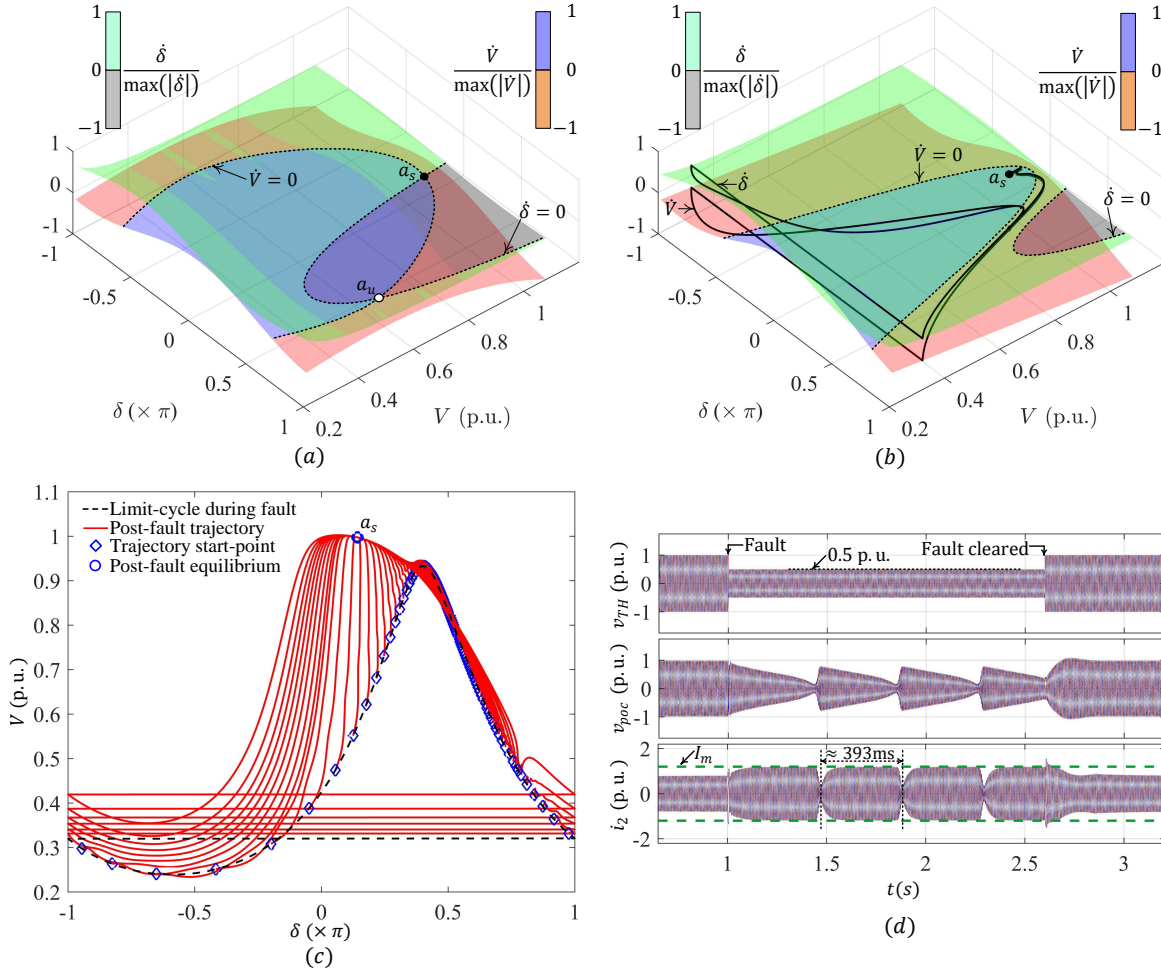 1
0
−1
δ̇
max(|δ̇|)
V̇
max(|V̇|)
1
0
−1
1
0
-1
-1
-0.5
0
0.5
1
δ (× π)
0.2
0.4
0.6
0.8
1
V (p.u.)
V̇ = 0
a_s
δ̇ = 0
a_u
(a)
1
0
−1
δ̇
max(|δ̇|)
V̇
max(|V̇|)
1
0
−1
1
0
-1
-1
-0.5
0
0.5
1
δ (× π)
0.2
0.4
0.6
0.8
1
V (p.u.)
δ̇
V̇
V̇ = 0
a_s
δ̇ = 0
(b)
1.1
1
0.9
0.8
0.7
0.6
0.5
0.4
0.3
0.2
V (p.u.)
Limit-cycle during fault
Post-fault trajectory
Trajectory start-point
Post-fault equilibrium
a_s
-1
-0.5
0
0.5
1
δ (× π)
(c)
v_TH (p.u.)
1
0
-1
Fault
0.5 p. u.
Fault cleared
v_poc (p.u.)
1
0
-1
i_2 (p.u.)
2
0
-2
I_m
≈ 393ms
1
1.5
2
2.5
3
t(s)
(d)